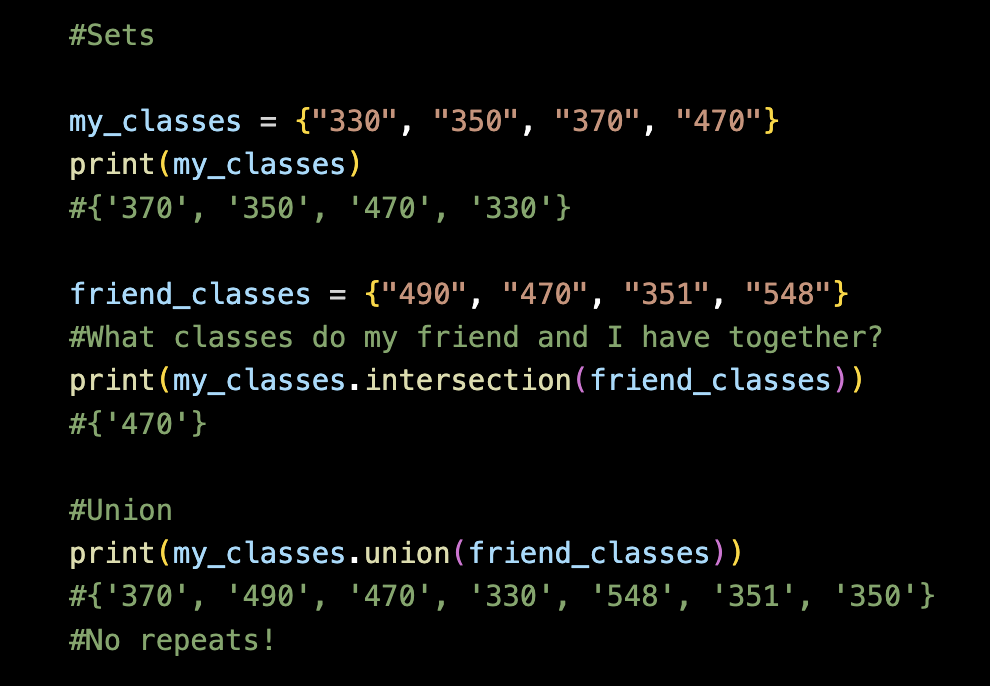 #Sets
my_classes = {"330", "350", "370", "470"}
print(my_classes)
#{'370', '350', '470', '330'}
friend_classes = {"490", "470", "351", "548"}
#What classes do my friend and I have together?
print(my_classes.intersection(friend_classes))
#{'470'}
#Union
print(my_classes.union(friend_classes))
#{'370', '490', '470', '330', '548', '351', '350'}
#No repeats!